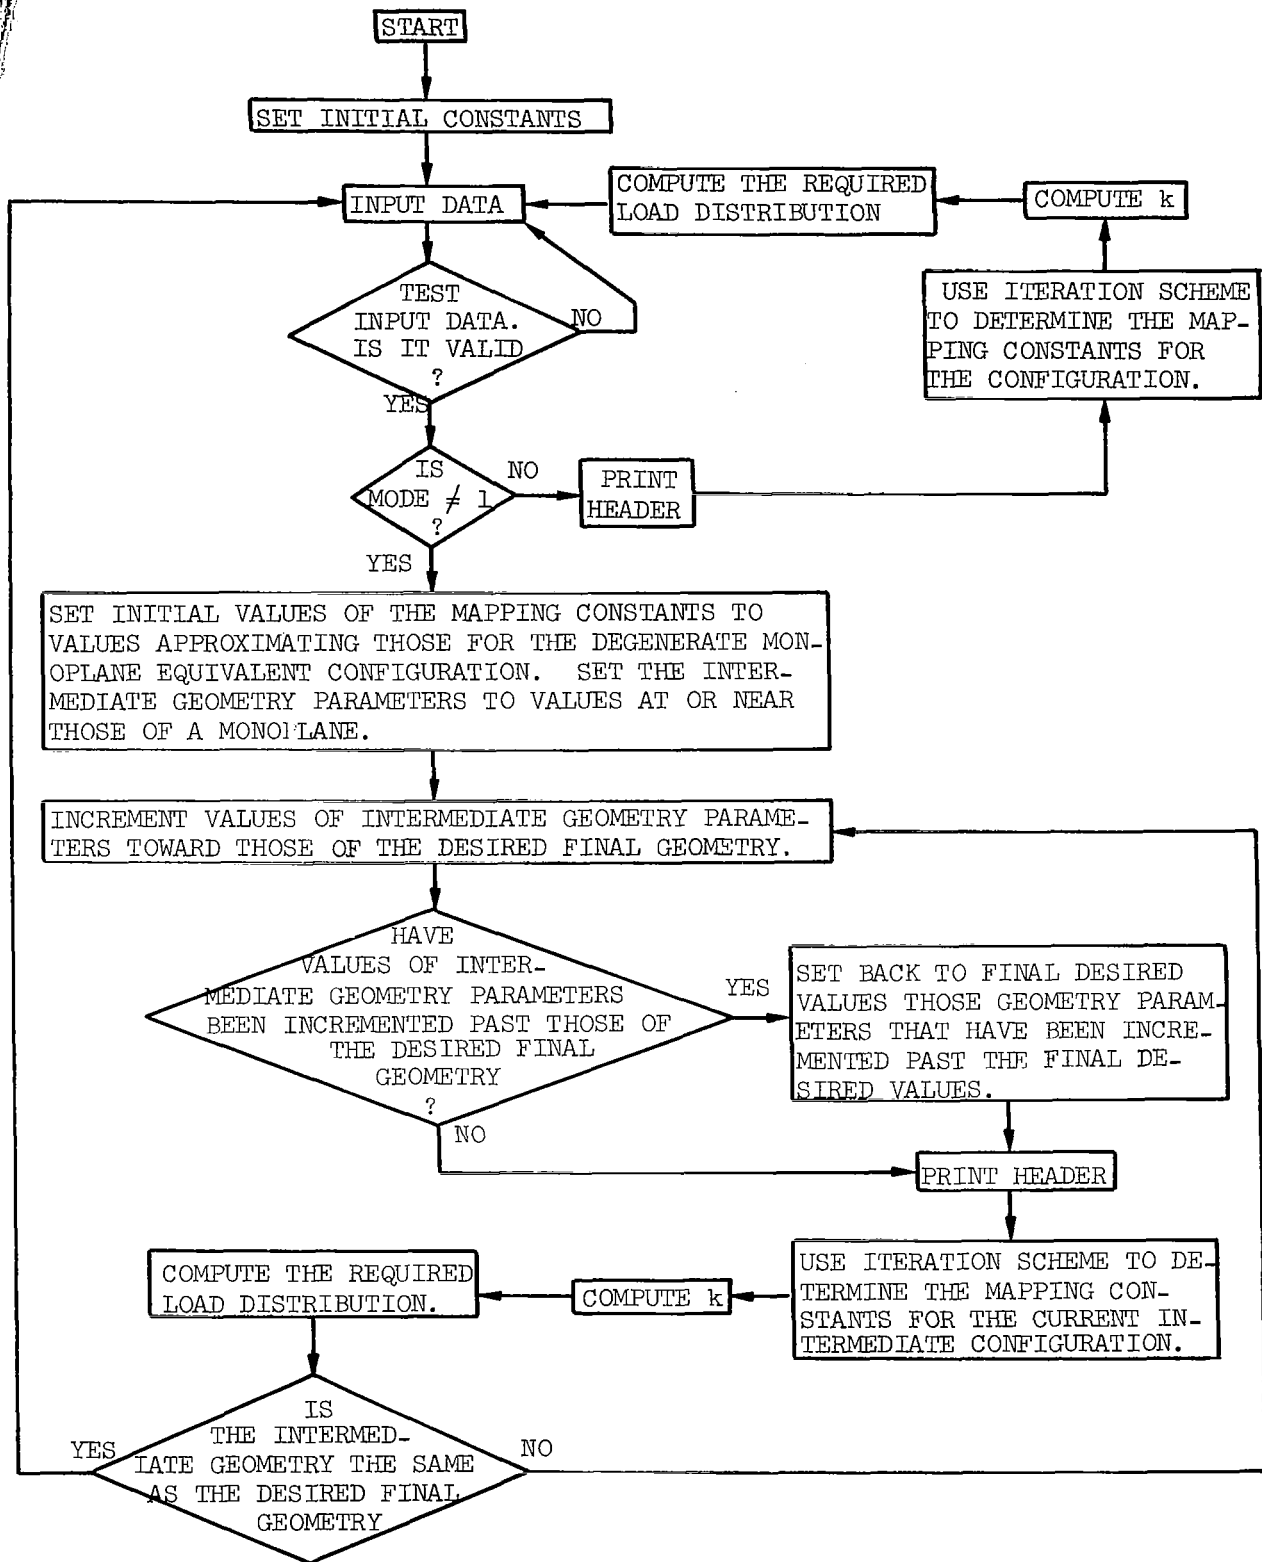 START
SET INITIAL CONSTANTS
INPUT DATA
COMPUTE THE REQUIRED
LOAD DISTRIBUTION
COMPUTE k
USE ITERATION SCHEME
TO DETERMINE THE MAP-
PING CONSTANTS FOR
THE CONFIGURATION.
TEST
INPUT DATA.
IS IT VALID
?
NO
YES
IS
MODE ≠ 1
?
NO
PRINT
HEADER
YES
SET INITIAL VALUES OF THE MAPPING CONSTANTS TO
VALUES APPROXIMATING THOSE FOR THE DEGENERATE MON-
OPLANE EQUIVALENT CONFIGURATION. SET THE INTER-
MEDIATE GEOMETRY PARAMETERS TO VALUES AT OR NEAR
THOSE OF A MONOPLANE.
INCREMENT VALUES OF INTERMEDIATE GEOMETRY PARAME-
TERS TOWARD THOSE OF THE DESIRED FINAL GEOMETRY.
HAVE
VALUES OF INTER-
MEDIATE GEOMETRY PARAMETERS
BEEN INCREMENTED PAST THOSE OF
THE DESIRED FINAL
GEOMETRY
?
YES
NO
SET BACK TO FINAL DESIRED
VALUES THOSE GEOMETRY PARAM-
ETERS THAT HAVE BEEN INCRE-
MENTED PAST THE FINAL DE-
SIRED VALUES.
PRINT HEADER
USE ITERATION SCHEME TO DE-
TERMINE THE MAPPING CON-
STANTS FOR THE CURRENT IN-
TERMEDIATE CONFIGURATION.
COMPUTE k
COMPUTE THE REQUIRED
LOAD DISTRIBUTION.
IS
THE INTERMED-
IATE GEOMETRY THE SAME
AS THE DESIRED FINAL
GEOMETRY
YES
NO